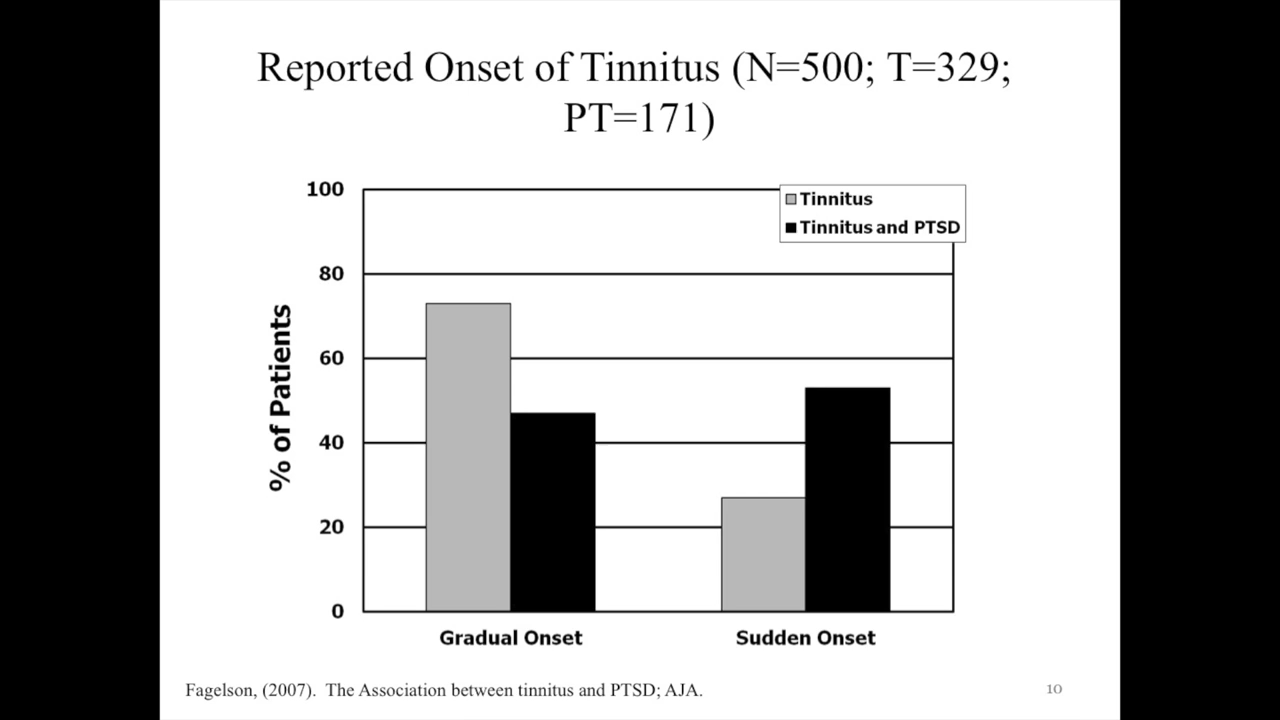 Reported Onset of Tinnitus (N=500; T=329;
PT=171)
100
Tinnitus
Tinnitus and PTSD
80
60
40
20
0
% of Patients
Gradual Onset
Sudden Onset
Fagelson, (2007). The Association between tinnitus and PTSD; AJA.
10